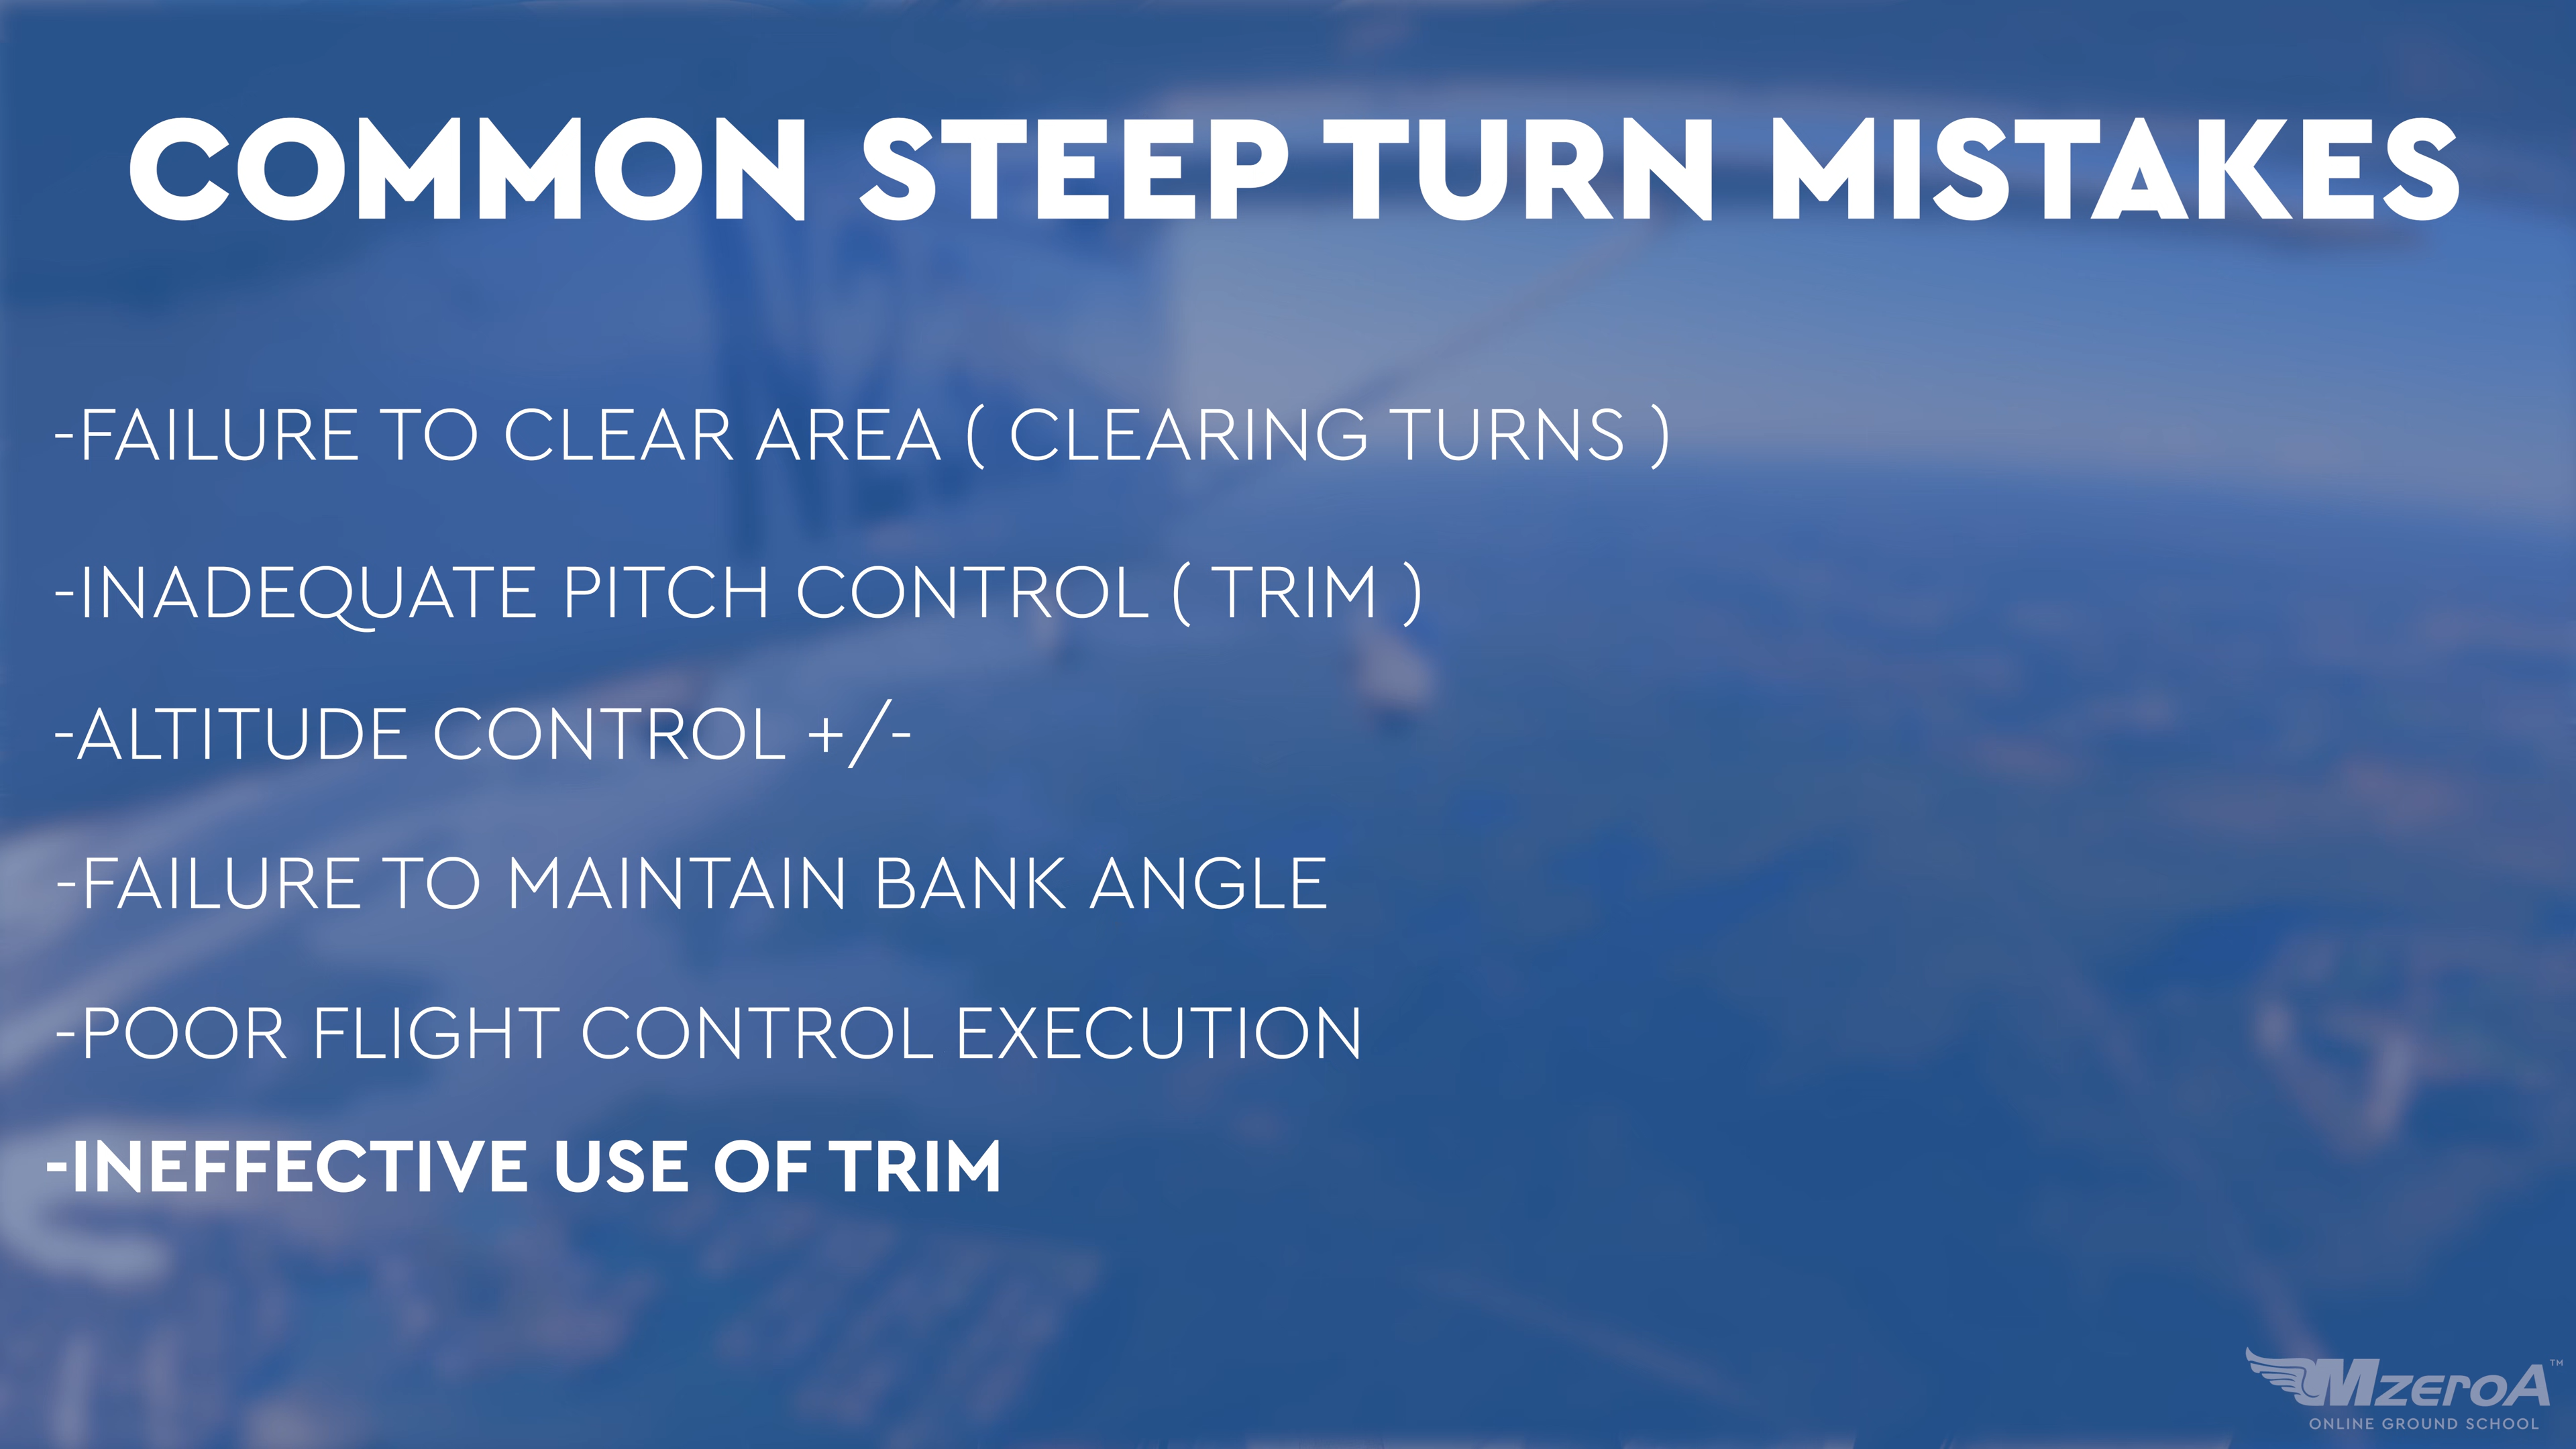 COMMON STEEP TURN MISTAKES
-FAILURE TO CLEAR AREA ( CLEARING TURNS )
-INADEQUATE PITCH CONTROL ( TRIM )
-ALTITUDE CONTROL +/-
-FAILURE TO MAINTAIN BANK ANGLE
-POOR FLIGHT CONTROL EXECUTION
-INEFFECTIVE USE OF TRIM
MzeroA™
ONLINE GROUND SCHOOL